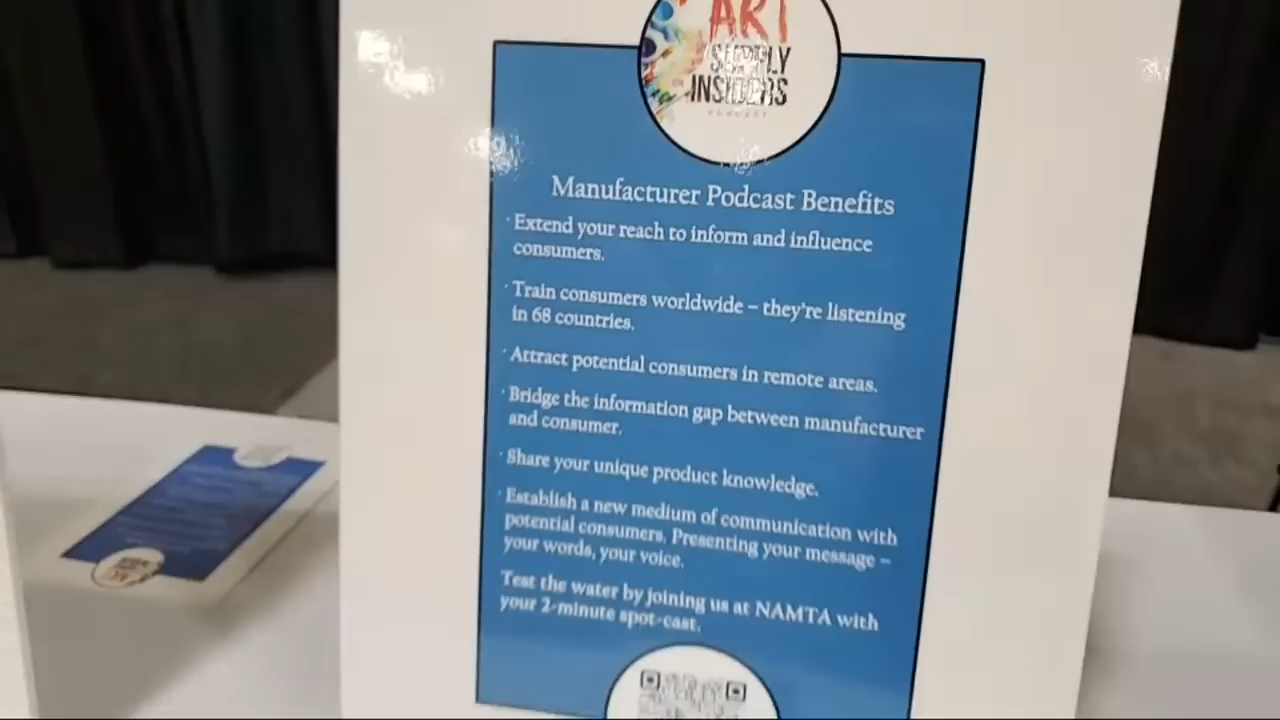 ART
SUPPLY
INSIDERS
PODCAST
Manufacturer Podcast Benefits
· Extend your reach to inform and influence
consumers.
· Train consumers worldwide – they're listening
in 68 countries.
· Attract potential consumers in remote areas.
· Bridge the information gap between manufacturer
and consumer.
· Share your unique product knowledge.
· Establish a new medium of communication with
potential consumers. Presenting your message –
your words, your voice.
Test the water by joining us at NAMTA with
your 2-minute spot-cast.